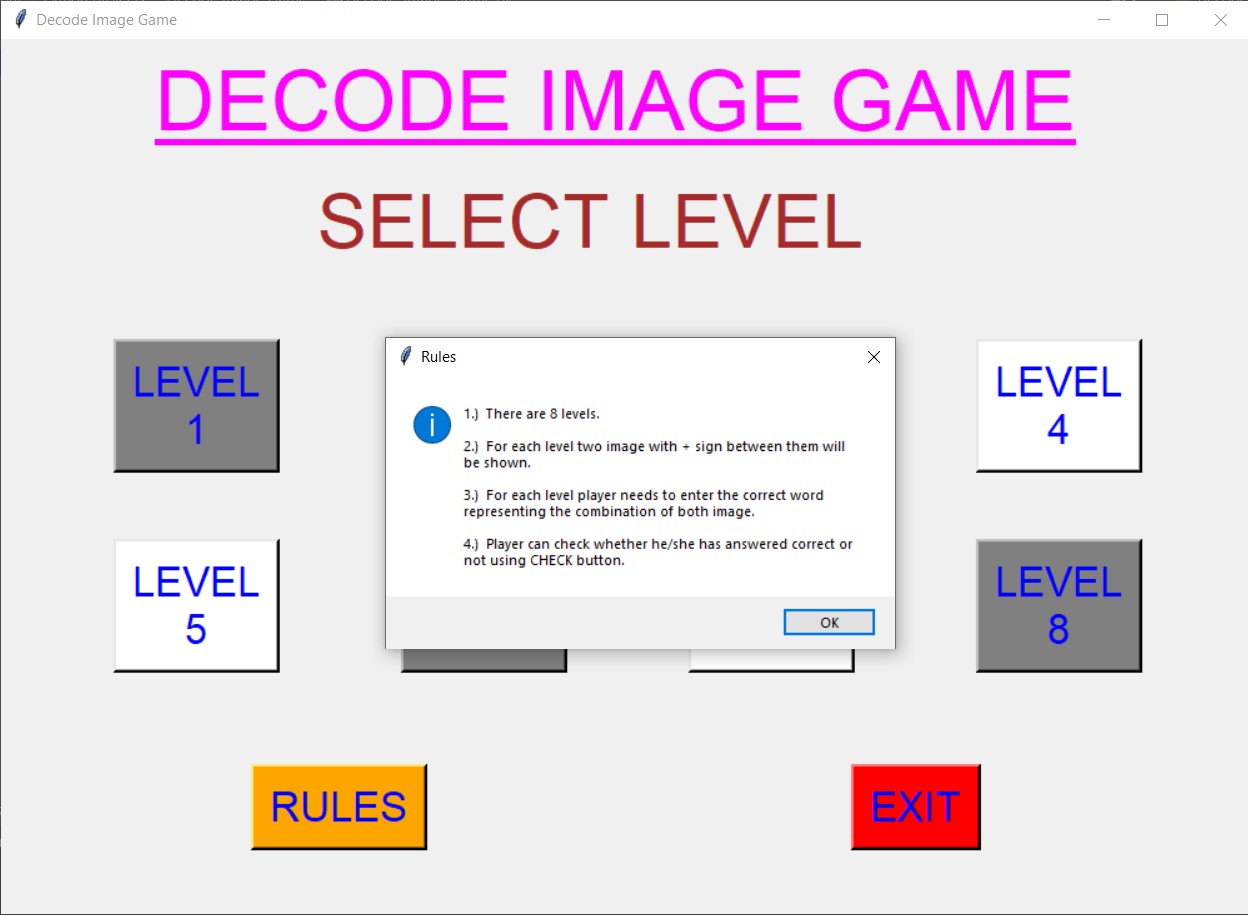 Decode Image Game
DECODE IMAGE GAME
SELECT LEVEL
LEVEL
1
Rules
1.) There are 8 levels.
2.) For each level two image with + sign between them will
be shown.
3.) For each level player needs to enter the correct word
representing the combination of both image.
4.) Player can check whether he/she has answered correct or
not using CHECK button.
OK
LEVEL
4
LEVEL
5
LEVEL
8
RULES
EXIT